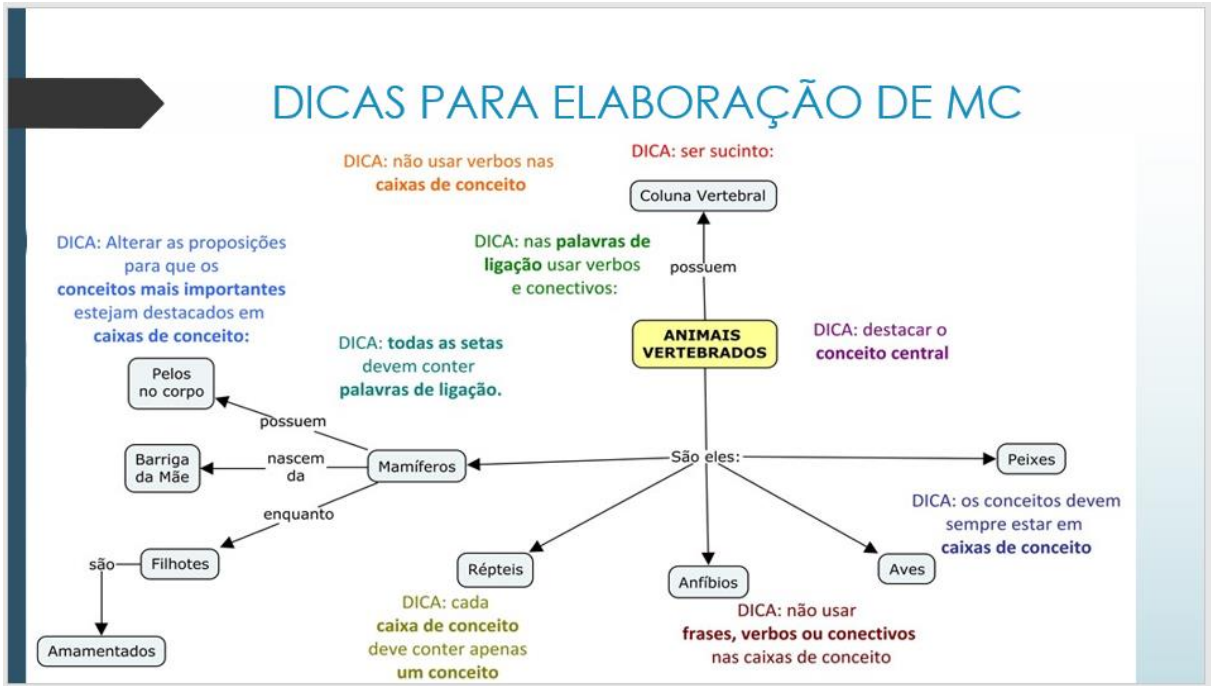 DICAS PARA ELABORAÇÃO DE MC
DICA: não usar verbos nas
caixas de conceito
DICA: ser sucinto:
Coluna Vertebral
DICA: Alterar as proposições
para que os
conceitos mais importantes
estejam destacados em
caixas de conceito:
DICA: nas palavras de
ligação usar verbos
e conectivos:
possuem
DICA: todas as setas
devem conter
palavras de ligação.
ANIMAIS
VERTEBRADOS
DICA: destacar o
conceito central
Pelos
no corpo
possuem
Barriga
da Mãe
nascem
da
Mamíferos
São eles:
Peixes
enquanto
DICA: os conceitos devem
sempre estar em
caixas de conceito
são
Filhotes
Répteis
Anfíbios
Aves
Amamentados
DICA: cada
caixa de conceito
deve conter apenas
um conceito
DICA: não usar
frases, verbos ou conectivos
nas caixas de conceito